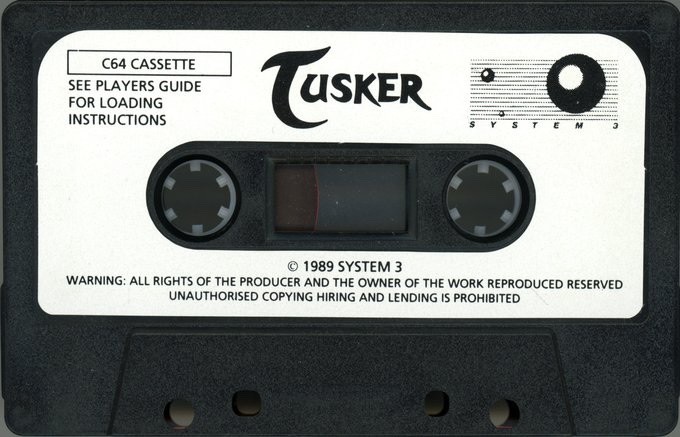 C64 CASSETTE
SEE PLAYERS GUIDE
FOR LOADING
INSTRUCTIONS
TUSKER
SYSTEM 3
© 1989 SYSTEM 3
WARNING: ALL RIGHTS OF THE PRODUCER AND THE OWNER OF THE WORK REPRODUCED RESERVED
UNAUTHORISED COPYING HIRING AND LENDING IS PROHIBITED